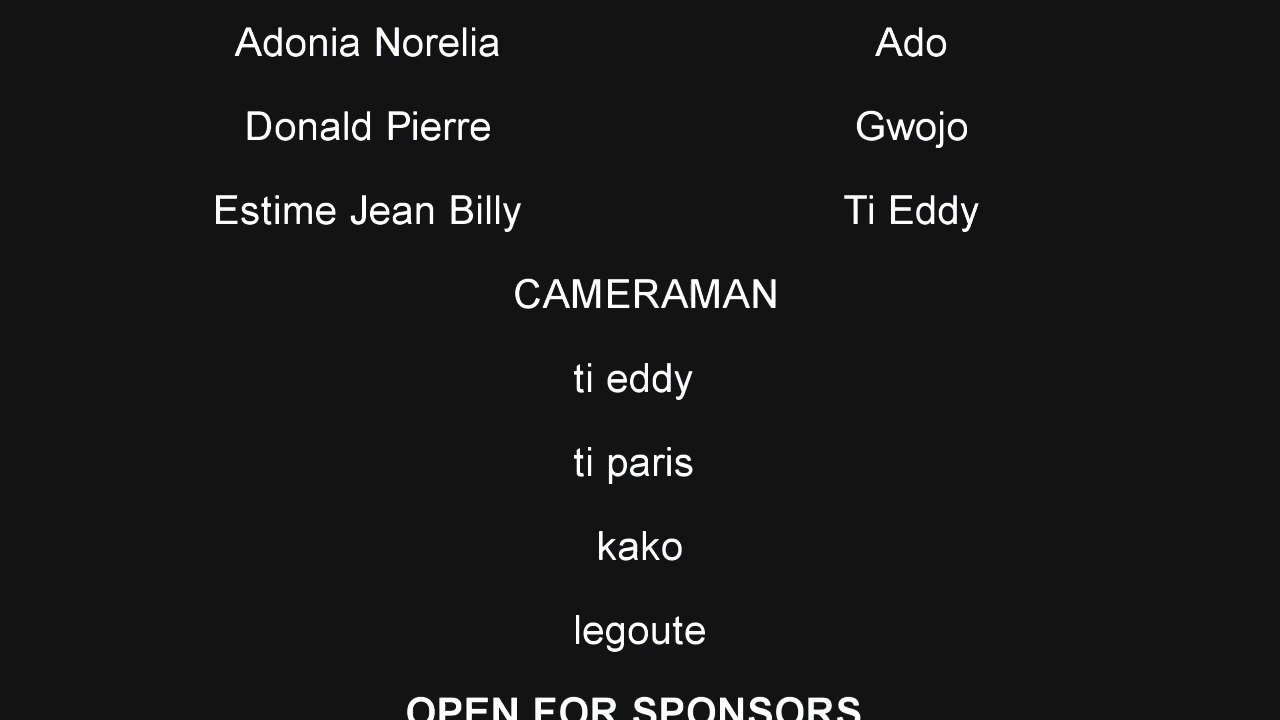 Adonia Norelia Ado
Donald Pierre Gwojo
Estime Jean Billy Ti Eddy
CAMERAMAN
ti eddy
ti paris
kako
legoute
OPEN FOR SPONSORS